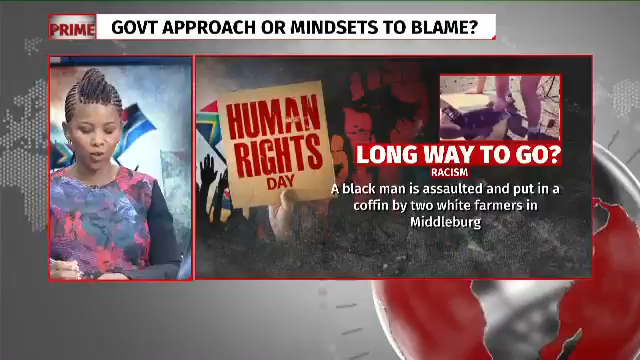 PRIME
GOVT APPROACH OR MINDSETS TO BLAME?
HUMAN
RIGHTS
DAY
LONG WAY TO GO?
RACISM
A black man is assaulted and put in a
coffin by two white farmers in
Middleburg